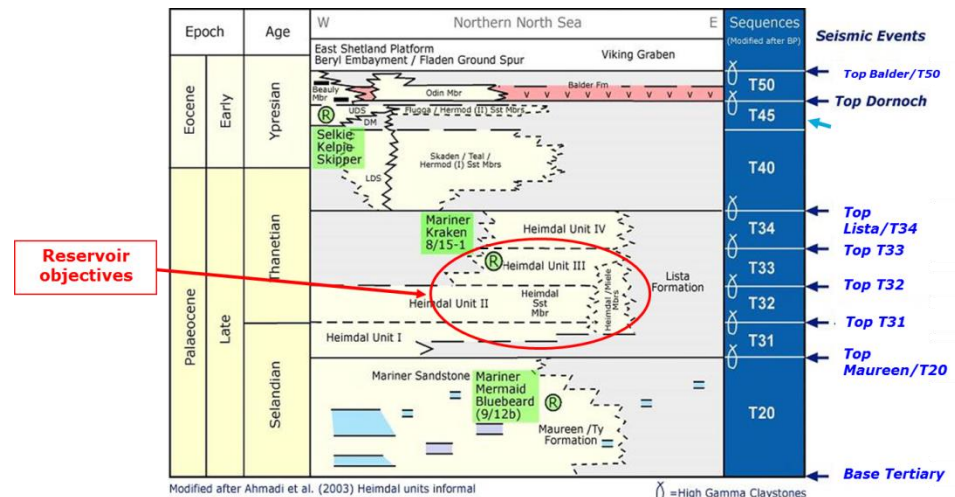 Epoch
Age
W
Northern North Sea
E
Sequences
(Modified after BP)
Seismic Events
East Shetland Platform
Beryl Embayment / Fladen Ground Spur
Viking Graben
Eocene
Early
Ypresian
Palaeocene
Late
Thanetian
Selandian
Beauly
Mbr
Odin Mbr
Balder Fm
V V V V V V V V V V V
T50
Top Balder/T50
Top Dornoch
R
UDS
DM
Flugga / Hermod (II) Sst Mbrs
T45
Selkie
Kelpie
Skipper
LDS
Skaden / Teal /
Hermod (I) Sst Mbrs
T40
Mariner
Kraken
8/15-1
Heimdal Unit IV
T34
Top
Lista/T34
Reservoir
objectives
R
Heimdal Unit III
T33
Top T33
Lista
Formation
Heimdal Unit II
Heimdal
Sst
Mbr
Heimdal /Miele
Mbrs
T32
Top T32
Heimdal Unit I
T31
Top T31
Top
Maureen/T20
Mariner Sandstone
Mariner
Mermaid
Bluebeard
(9/12b)
R
Maureen /Ty
Formation
T20
Base Tertiary
Modified after Ahmadi et al. (2003) Heimdal units informal
=High Gamma Claystones